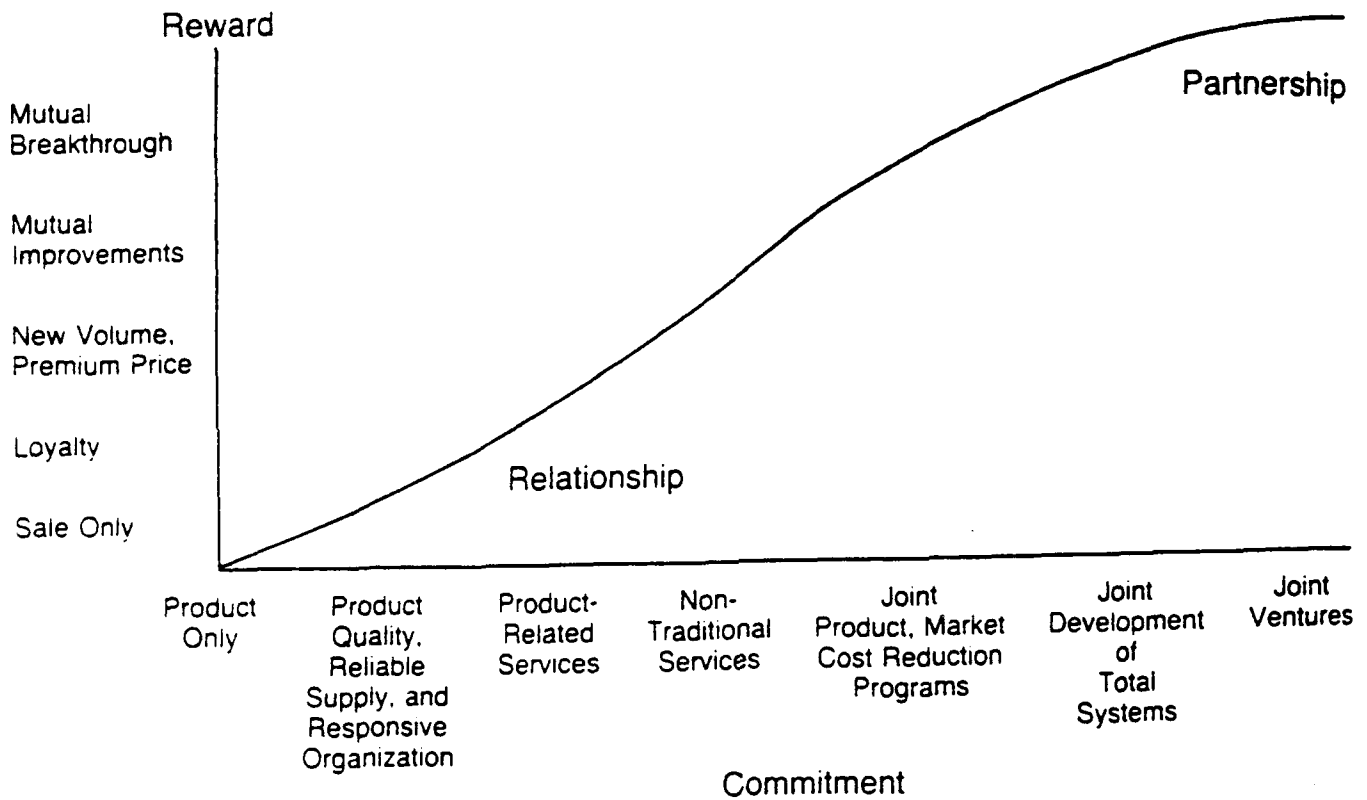 Reward
Partnership
Mutual
Breakthrough
Mutual
Improvements
New Volume,
Premium Price
Loyalty
Relationship
Sale Only
Product
Only
Product
Quality,
Reliable
Supply, and
Responsive
Organization
Product-
Related
Services
Non-
Traditional
Services
Joint
Product, Market
Cost Reduction
Programs
Joint
Development
of
Total
Systems
Joint
Ventures
Commitment